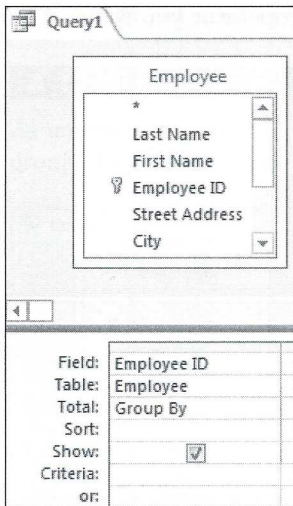 Query1
Employee
*
Last Name
First Name
Employee ID
Street Address
City
Field: Employee ID
Table: Employee
Total: Group By
Sort:
Show:
Criteria:
or: